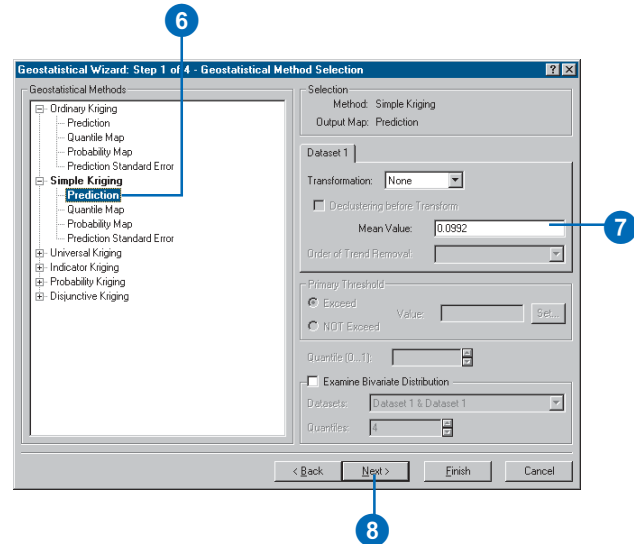 6
Geostatistical Wizard: Step 1 of 4 - Geostatistical Method Selection
Geostatistical Methods
Ordinary Kriging
Prediction
Quantile Map
Probability Map
Prediction Standard Error
Simple Kriging
Prediction
Quantile Map
Probability Map
Prediction Standard Error
Universal Kriging
Indicator Kriging
Probability Kriging
Disjunctive Kriging
Selection
Method: Simple Kriging
Output Map: Prediction
Dataset 1
Transformation: None
Declustering before Transform
Mean Value: 0.0992
7
Order of Trend Removal:
Primary Threshold
Exceed
Value:
Set...
NOT Exceed
Quantile (0...1):
Examine Bivariate Distribution
Datasets: Dataset 1 & Dataset 1
Quantiles: 4
< Back
Next >
Finish
Cancel
8